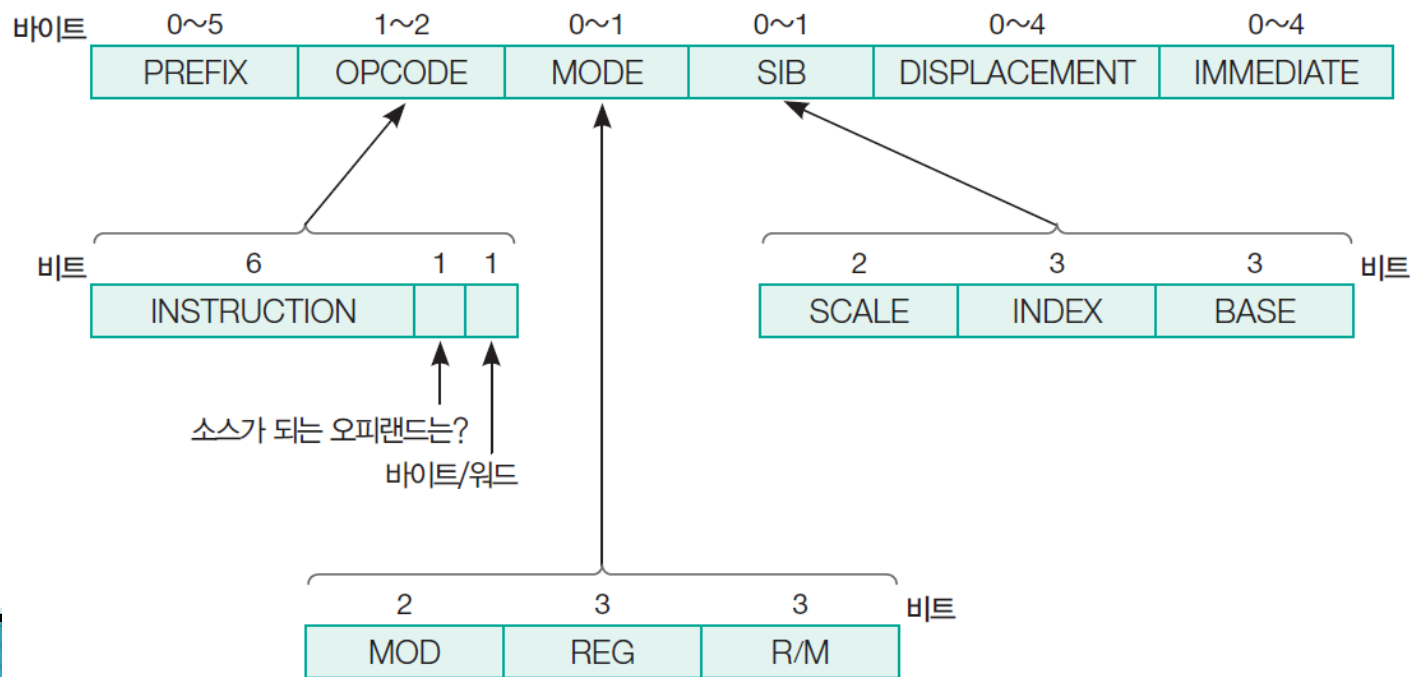 바이트 0~5 1~2 0~1 0~1 0~4 0~4
PREFIX OPCODE MODE SIB DISPLACEMENT IMMEDIATE
비트 6 1 1 2 3 3 비트
INSTRUCTION SCALE INDEX BASE
소스가 되는 오피랜드는?
바이트/워드
2 3 3 비트
MOD REG R/M